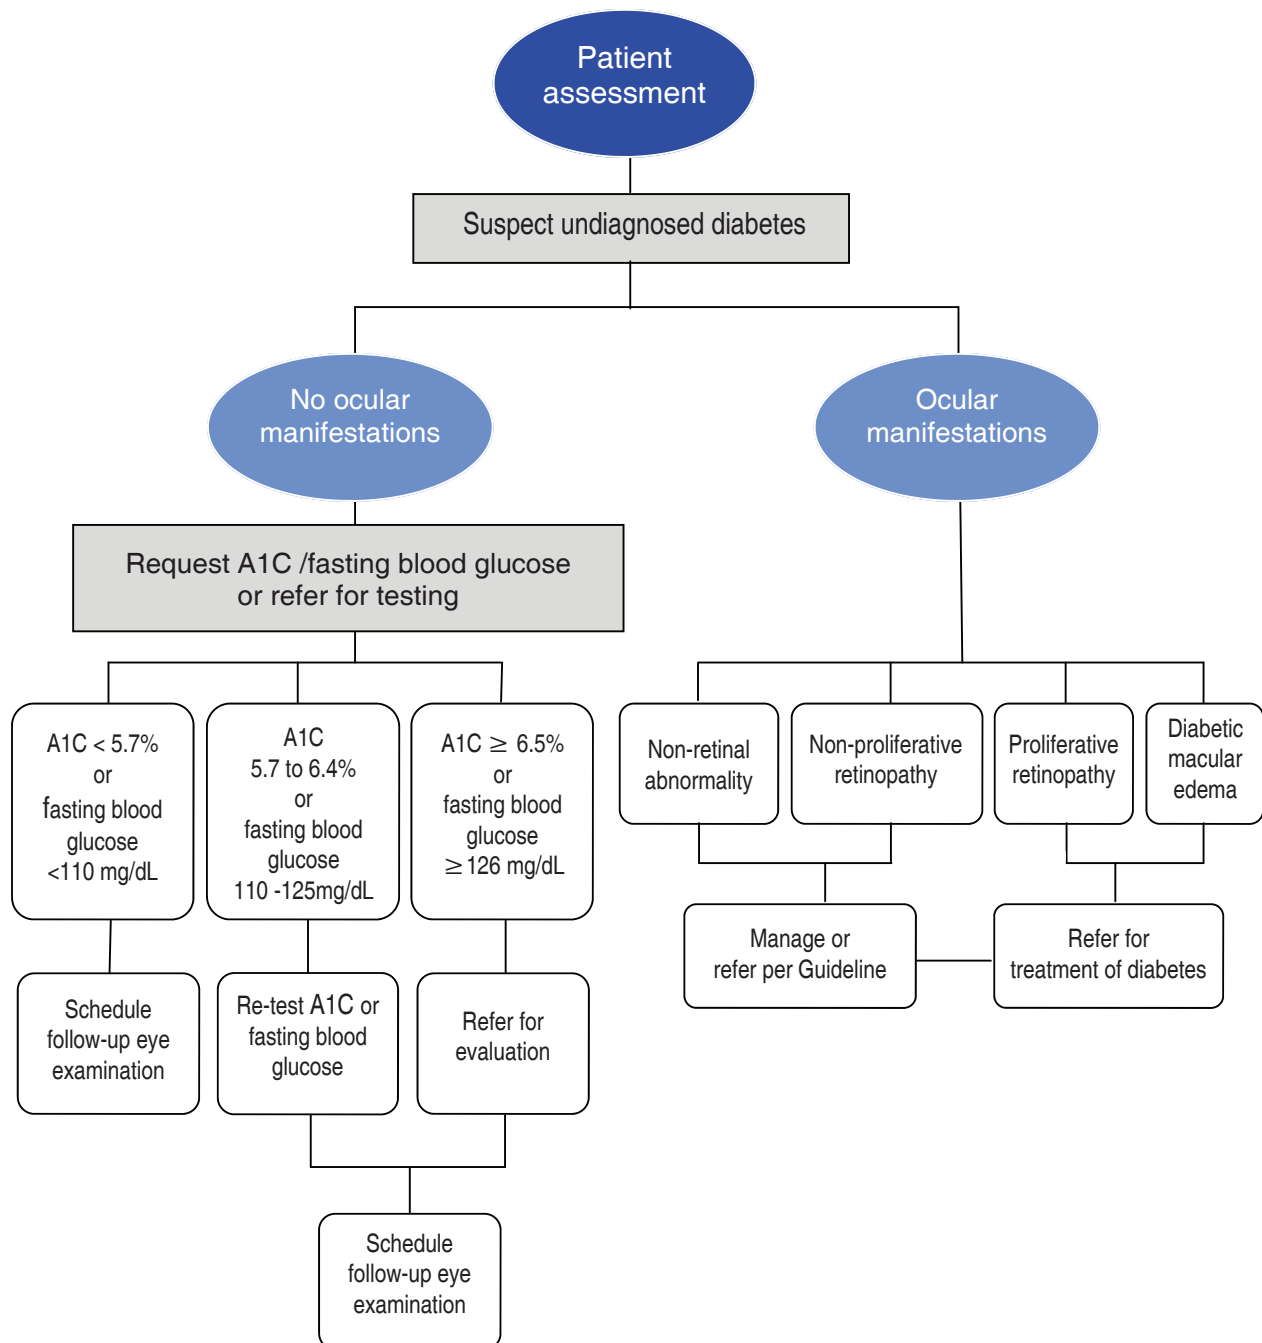 Patient
assessment
Suspect undiagnosed diabetes
No ocular
manifestations
Ocular
manifestations
Request A1C /fasting blood glucose
or refer for testing
A1C < 5.7%
or
fasting blood
glucose
<110 mg/dL
A1C
5.7 to 6.4%
or
fasting blood
glucose
110 -125mg/dL
A1C ≥ 6.5%
or
fasting blood
glucose
≥ 126 mg/dL
Non-retinal
abnormality
Non-proliferative
retinopathy
Proliferative
retinopathy
Diabetic
macular
edema
Manage or
refer per Guideline
Refer for
treatment of diabetes
Schedule
follow-up eye
examination
Re-test A1C or
fasting blood
glucose
Refer for
evaluation
Schedule
follow-up eye
examination